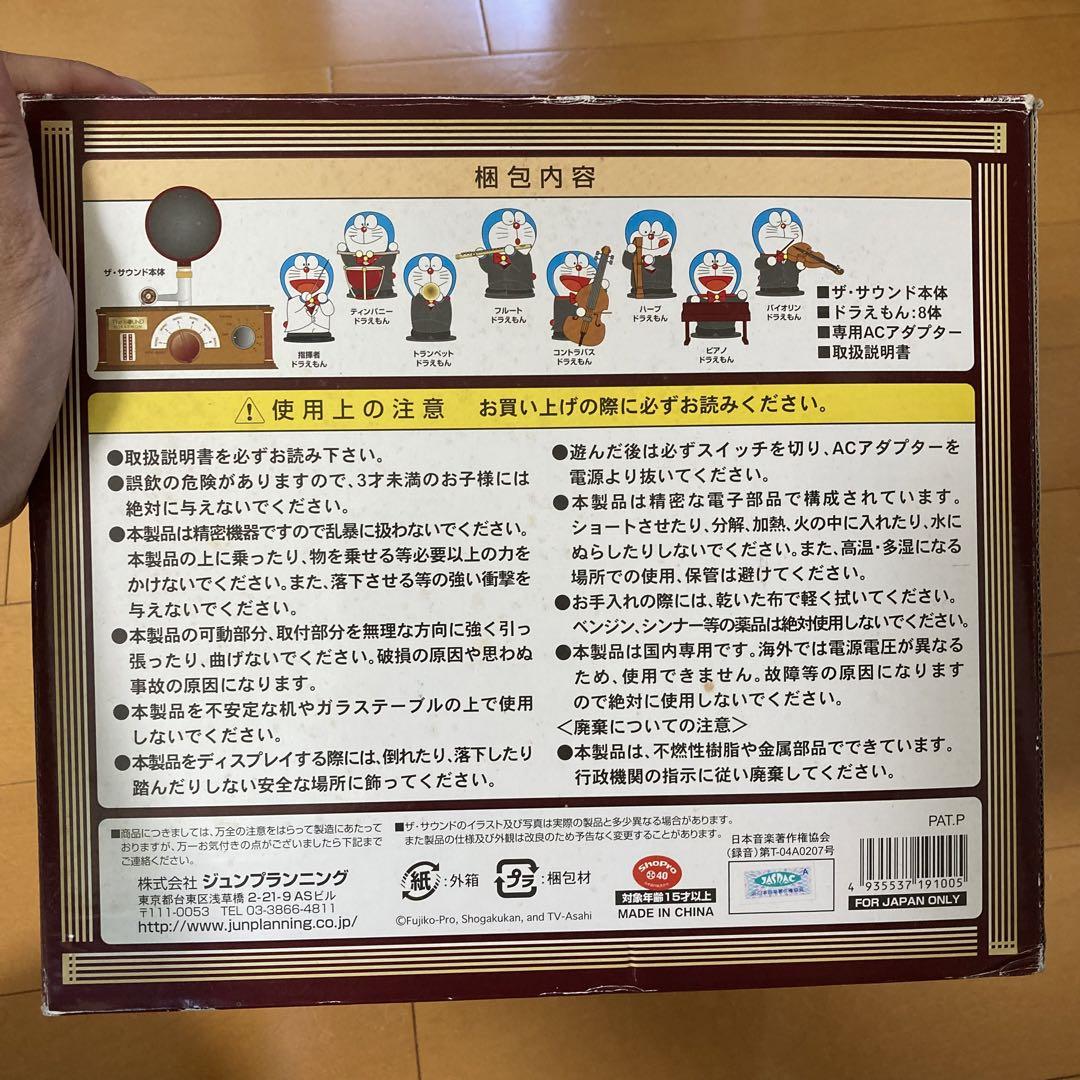 梱包内容
ザ・サウンド本体
The SOUND
指揮者
ドラえもん
ティンパニー
ドラえもん
トランペット
ドラえもん
フルート
ドラえもん
コントラバス
ドラえもん
ハープ
ドラえもん
ピアノ
ドラえもん
バイオリン
ドラえもん
■ザ・サウンド本体
■ドラえもん:8体
■専用ACアダプター
■取扱説明書
使用上の注意 お買い上げの際に必ずお読みください。
●取扱説明書を必ずお読み下さい。
●誤飲の危険がありますので、3才未満のお子様には
絶対に与えないでください。
●本製品は精密機器ですので乱暴に扱わないでください。
本製品の上に乗ったり、物を乗せる等必要以上の力を
かけないでください。また、落下させる等の強い衝撃を
与えないでください。
●本製品の可動部分、取付部分を無理な方向に強く引っ
張ったり、曲げないでください。破損の原因や思わぬ
事故の原因になります。
●本製品を不安定な机やガラステーブルの上で使用
しないでください。
●本製品をディスプレイする際には、倒れたり、落下したり
踏んだりしない安全な場所に飾ってください。
●遊んだ後は必ずスイッチを切り、ACアダプターを
電源より抜いてください。
●本製品は精密な電子部品で構成されています。
ショートさせたり、分解、加熱、火の中に入れたり、水に
ぬらしたりしないでください。また、高温・多湿になる
場所での使用、保管は避けてください。
●お手入れの際には、乾いた布で軽く拭いてください。
ベンジン、シンナー等の薬品は絶対使用しないでください。
●本製品は国内専用です。海外では電源電圧が異なる
ため、使用できません。故障等の原因になります
ので絶対に使用しないでください。
<廃棄についての注意>
●本製品は、不燃性樹脂や金属部品でできています。
行政機関の指示に従い廃棄してください。
■商品につきましては、万全の注意をはらって製造にあたって
おりますが、万一お気付きの点がございましたら下記まで
ご連絡ください。
株式会社 ジュンプランニング
東京都台東区浅草橋 2-21-9 ASビル
〒111-0053 TEL 03-3866-4811
http://www.junplanning.co.jp/
■ザ・サウンドのイラスト及び写真は実際の製品と多少異なる場合があります。
また製品の仕様及び外観は改良のため予告なく変更することがあります。
紙:外箱
プラ:梱包材
©Fujiko-Pro, Shogakukan, and TV-Asahi
ShoPro
40
対象年齢15才以上
MADE IN CHINA
日本音楽著作権協会
(録音)第T-04A0207号
JASRAC
A
PAT.P
4 935537 191005
FOR JAPAN ONLY